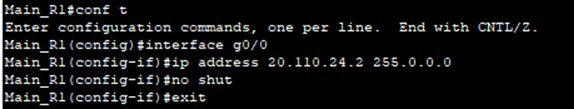 Main_R1#conf t
Enter configuration commands, one per line.  End with CNTL/Z.
Main_R1(config)#interface g0/0
Main_R1(config-if)#ip address 20.110.24.2 255.0.0.0
Main_R1(config-if)#no shut
Main_R1(config-if)#exit